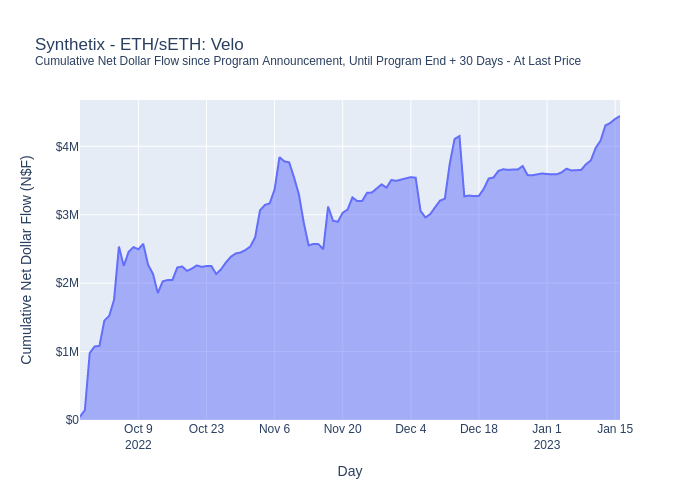 Synthetix - ETH/sETH: Velo
Cumulative Net Dollar Flow since Program Announcement, Until Program End + 30 Days - At Last Price
Cumulative Net Dollar Flow (N$F)
$4M
$3M
$2M
$1M
$0
Oct 9
2022
Oct 23
Nov 6
Nov 20
Dec 4
Dec 18
Jan 1
2023
Jan 15
Day